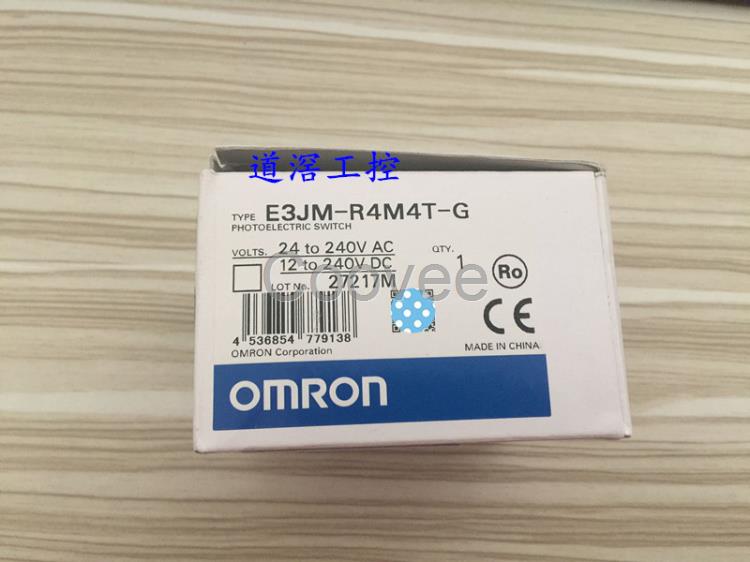 道滘工控
TYPE E3JM-R4M4T-G
PHOTOELECTRIC SWITCH
VOLTS. 24 to 240V AC QTY.
12 to 240V DC 1
LOT No. 27217M
Ro
Coovee
4 536854 779138
CE
OMRON Corporation
MADE IN CHINA
OMRON